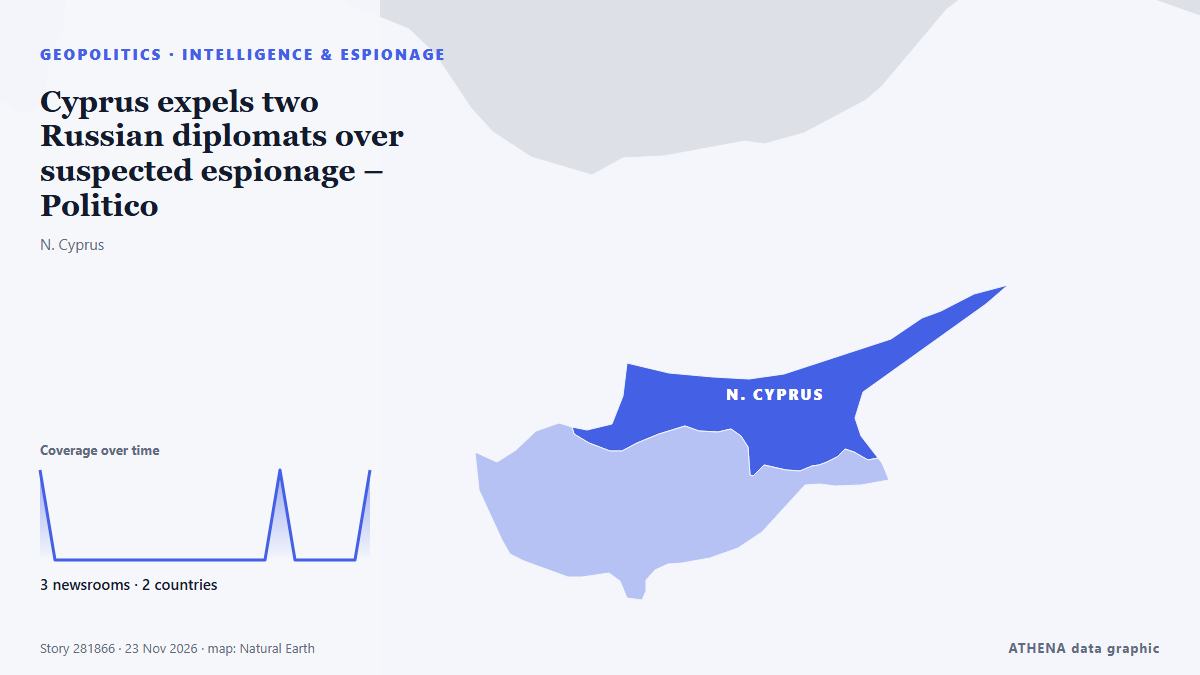 GEOPOLITICS · INTELLIGENCE & ESPIONAGE
Cyprus expels two
Russian diplomats over
suspected espionage –
Politico
N. Cyprus
N. CYPRUS
Coverage over time
3 newsrooms · 2 countries
Story 281866 · 23 Nov 2026 · map: Natural Earth
ATHENA data graphic